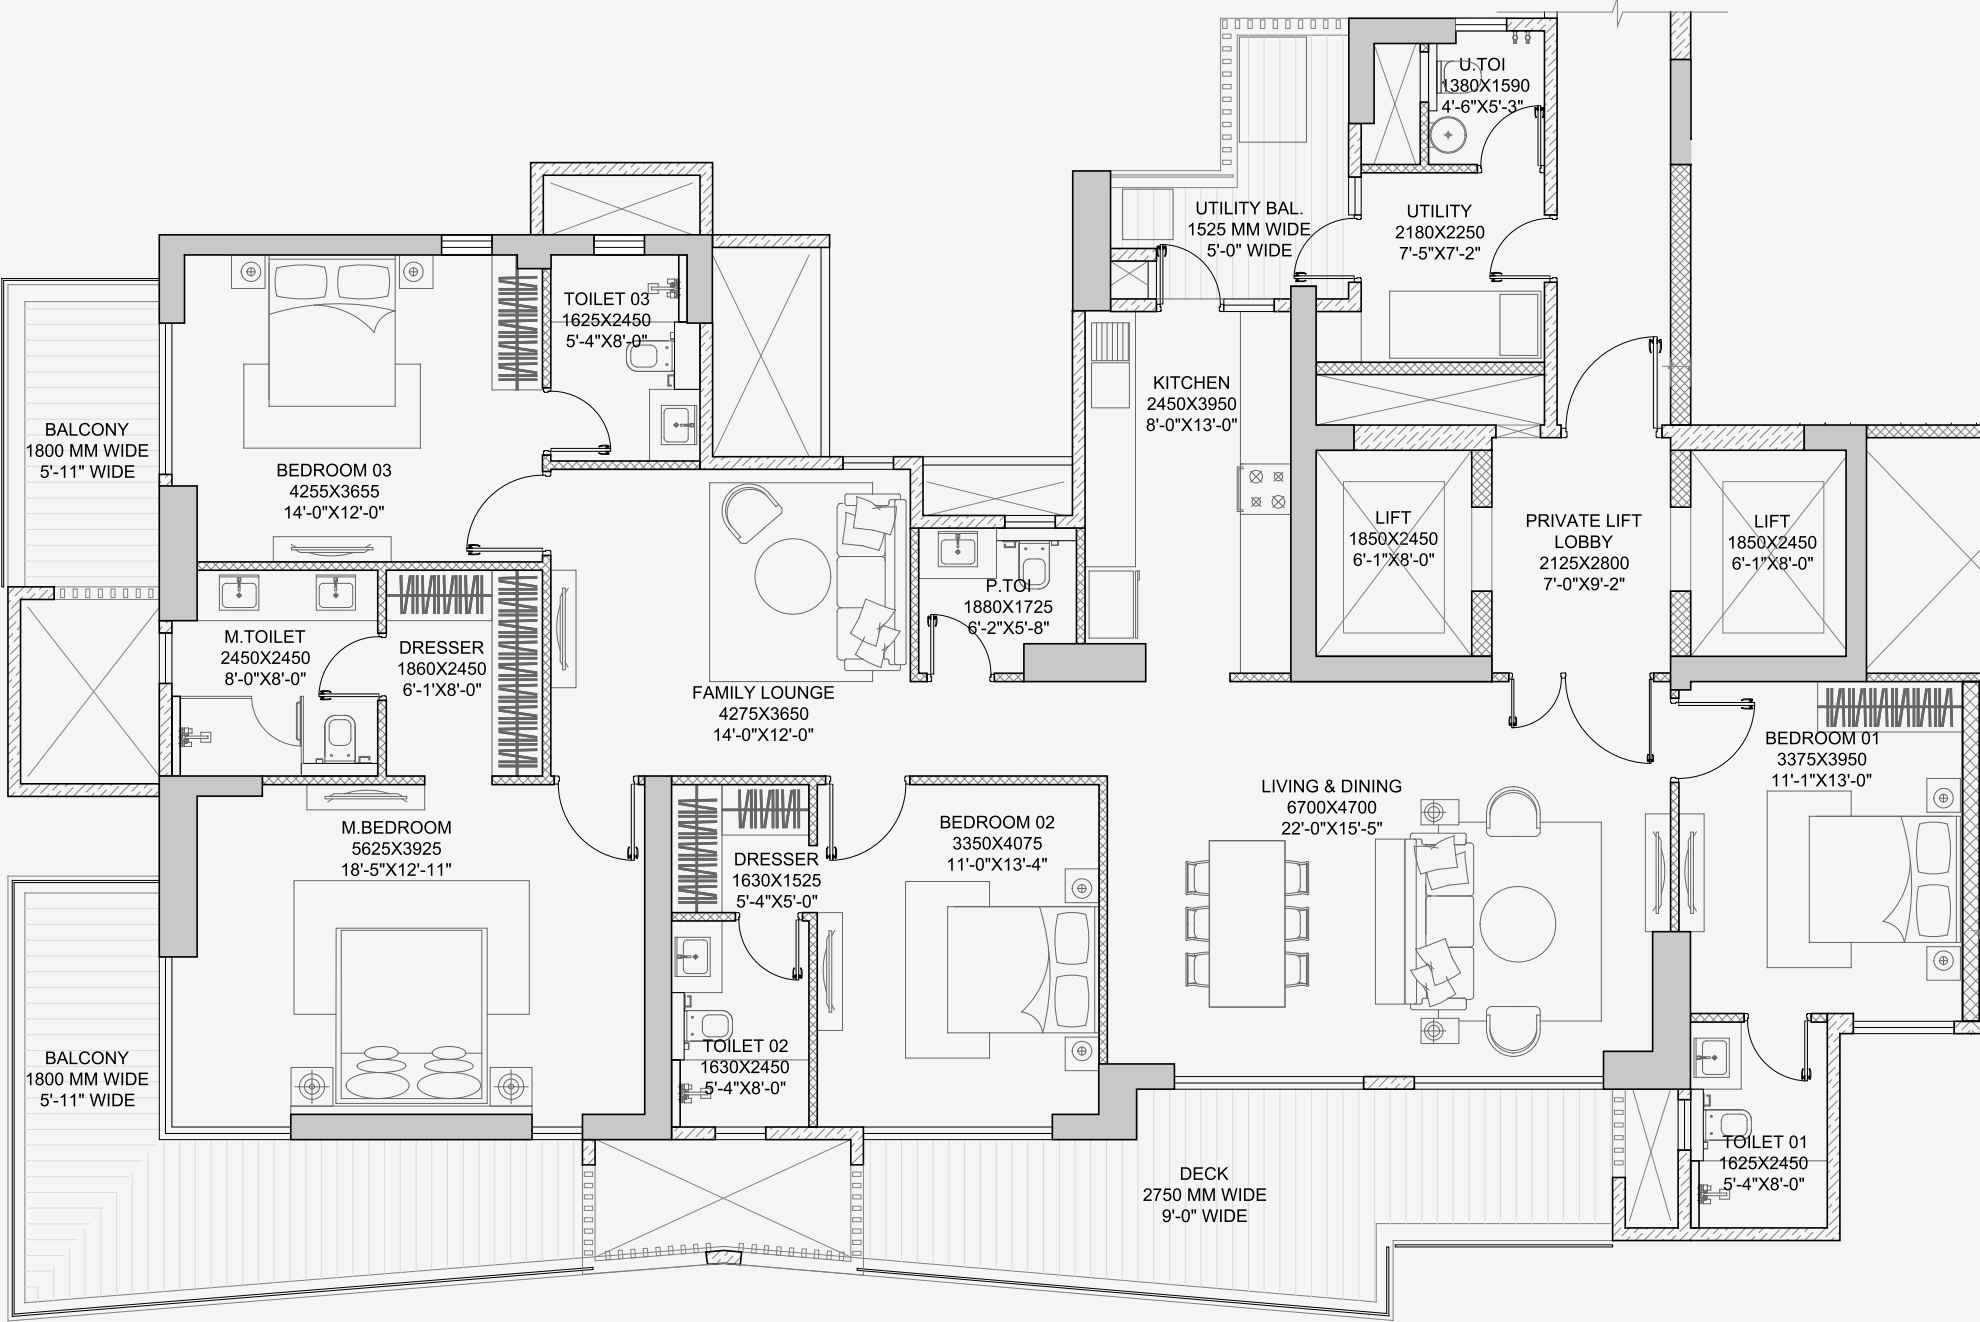 U.TOI
1380X1590
4'-6"X5'-3"
UTILITY BAL.
1525 MM WIDE
5'-0" WIDE
UTILITY
2180X2250
7'-5"X7'-2"
TOILET 03
1625X2450
5'-4"X8'-0"
KITCHEN
2450X3950
8'-0"X13'-0"
BALCONY
1800 MM WIDE
5'-11" WIDE
BEDROOM 03
4255X3655
14'-0"X12'-0"
LIFT
1850X2450
6'-1"X8'-0"
PRIVATE LIFT
LOBBY
2125X2800
7'-0"X9'-2"
LIFT
1850X2450
6'-1"X8'-0"
P.TOI
1880X1725
6'-2"X5'-8"
M.TOILET
2450X2450
8'-0"X8'-0"
DRESSER
1860X2450
6'-1"X8'-0"
FAMILY LOUNGE
4275X3650
14'-0"X12'-0"
BEDROOM 01
3375X3950
11'-1"X13'-0"
LIVING & DINING
6700X4700
22'-0"X15'-5"
M.BEDROOM
5625X3925
18'-5"X12'-11"
BEDROOM 02
3350X4075
11'-0"X13'-4"
DRESSER
1630X1525
5'-4"X5'-0"
BALCONY
1800 MM WIDE
5'-11" WIDE
TOILET 02
1630X2450
5'-4"X8'-0"
TOILET 01
1625X2450
5'-4"X8'-0"
DECK
2750 MM WIDE
9'-0" WIDE